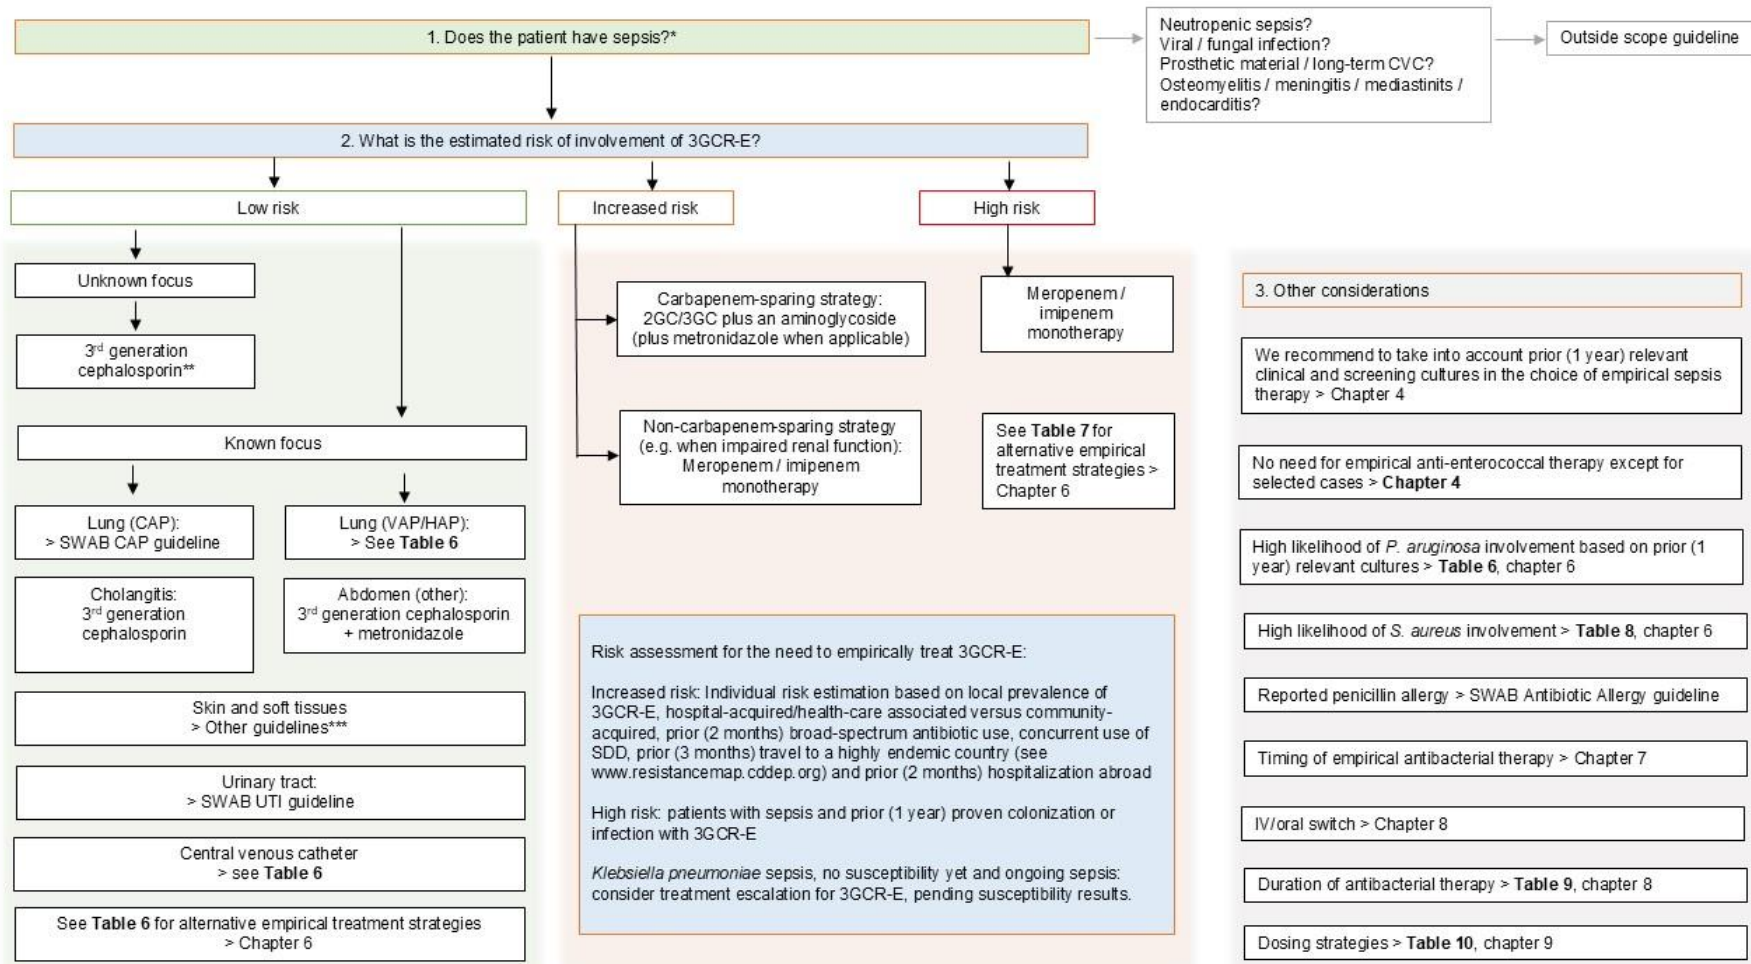 1. Does the patient have sepsis?*
Neutropenic sepsis?
Viral / fungal infection?
Prosthetic material / long-term CVC?
Osteomyelitis / meningitis / mediastinits /
endocarditis?
Outside scope guideline
2. What is the estimated risk of involvement of 3GCR-E?
Low risk
Increased risk
High risk
Unknown focus
3rd generation
cephalosporin**
Known focus
Lung (CAP):
> SWAB CAP guideline
Lung (VAP/HAP):
> See Table 6
Cholangitis:
3rd generation
cephalosporin
Abdomen (other):
3rd generation cephalosporin
+ metronidazole
Skin and soft tissues
> Other guidelines***
Urinary tract:
> SWAB UTI guideline
Central venous catheter
> see Table 6
See Table 6 for alternative empirical treatment strategies
> Chapter 6
Carbapenem-sparing strategy:
2GC/3GC plus an aminoglycoside
(plus metronidazole when applicable)
Non-carbapenem-sparing strategy
(e.g. when impaired renal function):
Meropenem / imipenem
monotherapy
Meropenem /
imipenem
monotherapy
See Table 7 for
alternative empirical
treatment strategies >
Chapter 6
Risk assessment for the need to empirically treat 3GCR-E:
Increased risk: Individual risk estimation based on local prevalence of
3GCR-E, hospital-acquired/health-care associated versus community-
acquired, prior (2 months) broad-spectrum antibiotic use, concurrent use of
SDD, prior (3 months) travel to a highly endemic country (see
www.resistancemap.cddep.org) and prior (2 months) hospitalization abroad
High risk: patients with sepsis and prior (1 year) proven colonization or
infection with 3GCR-E
Klebsiella pneumoniae sepsis, no susceptibility yet and ongoing sepsis:
consider treatment escalation for 3GCR-E, pending susceptibility results.
3. Other considerations
We recommend to take into account prior (1 year) relevant
clinical and screening cultures in the choice of empirical sepsis
therapy > Chapter 4
No need for empirical anti-enterococcal therapy except for
selected cases > Chapter 4
High likelihood of P. aruginosa involvement based on prior (1
year) relevant cultures > Table 6, chapter 6
High likelihood of S. aureus involvement > Table 8, chapter 6
Reported penicillin allergy > SWAB Antibiotic Allergy guideline
Timing of empirical antibacterial therapy > Chapter 7
IV/oral switch > Chapter 8
Duration of antibacterial therapy > Table 9, chapter 8
Dosing strategies > Table 10, chapter 9